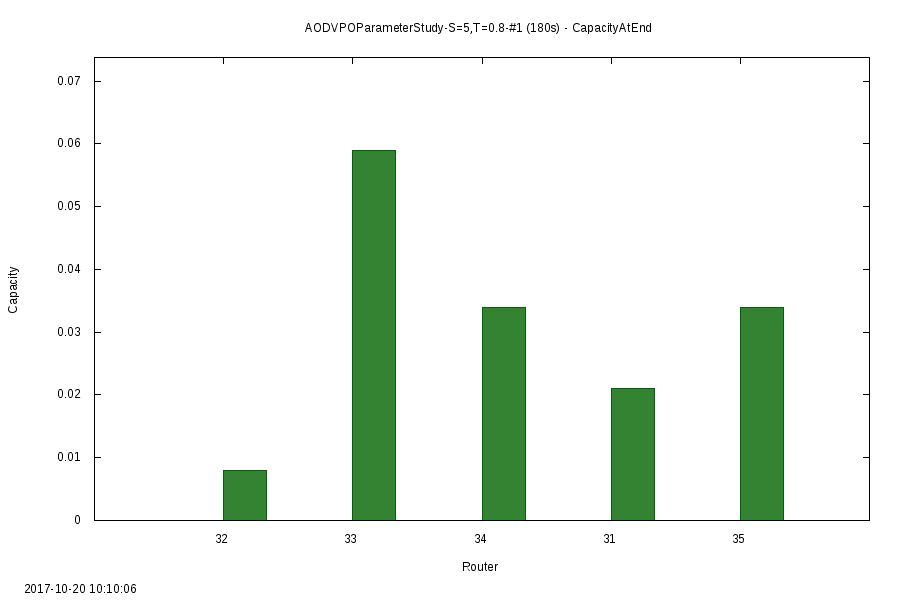 AODVPOParameterStudy-S=5,T=0.8-#1 (180s) - CapacityAtEnd
0.07
0.06
0.05
0.04
0.03
0.02
0.01
0
Capacity
32 33 34 31 35
Router
2017-10-20 10:10:06